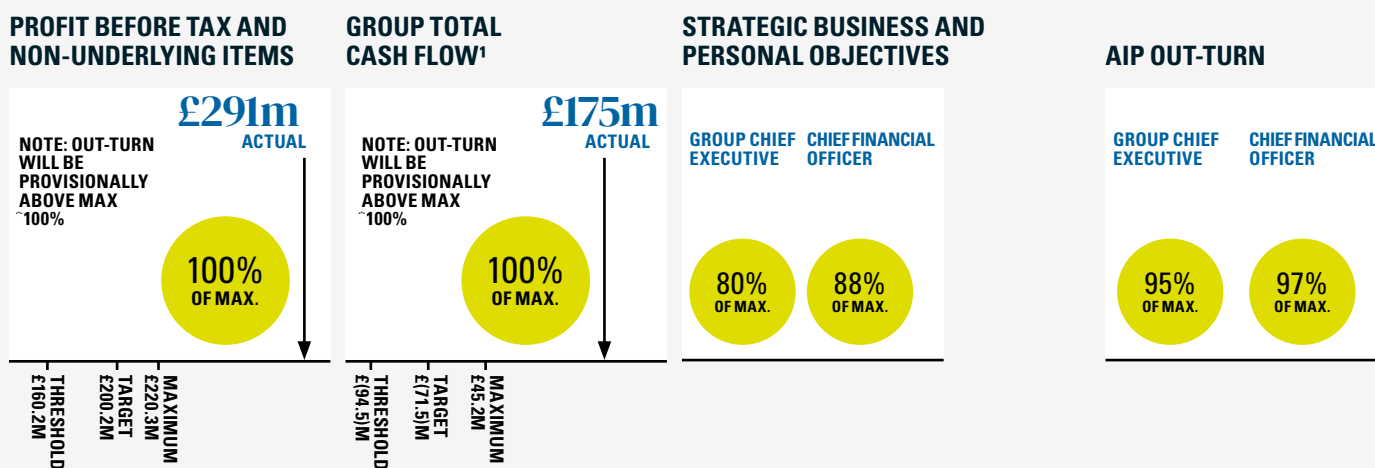 PROFIT BEFORE TAX AND
NON-UNDERLYING ITEMS
£291m
ACTUAL
NOTE: OUT-TURN
WILL BE
PROVISIONALLY
ABOVE MAX
100%
100%
OF MAX.
THRESHOLD
£160.2M
TARGET
£200.2M
MAXIMUM
£220.3M
GROUP TOTAL
CASH FLOW¹
£175m
ACTUAL
NOTE: OUT-TURN
WILL BE
PROVISIONALLY
ABOVE MAX
100%
100%
OF MAX.
THRESHOLD
£(94.5)M
TARGET
£(71.5)M
MAXIMUM
£45.2M
STRATEGIC BUSINESS AND
PERSONAL OBJECTIVES
GROUP CHIEF
EXECUTIVE
CHIEF FINANCIAL
OFFICER
80%
OF MAX.
88%
OF MAX.
AIP OUT-TURN
GROUP CHIEF
EXECUTIVE
CHIEF FINANCIAL
OFFICER
95%
OF MAX.
97%
OF MAX.